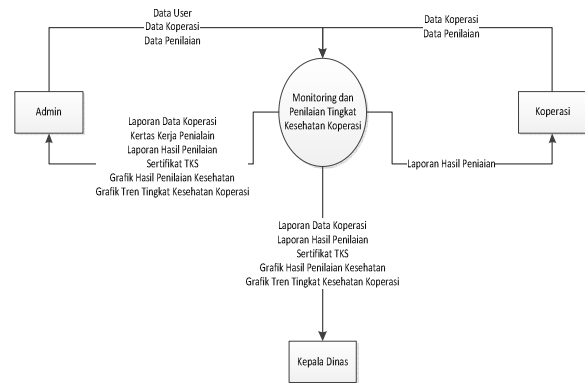 Data User
Data Koperasi
Data Penilaian
Data Koperasi
Data Penilaian
Admin
Monitoring dan
Penilaian Tingkat
Kesehatan Koperasi
Koperasi
Laporan Data Koperasi
Kertas Kerja Penialain
Laporan Hasil Penilaian
Sertifikat TKS
Grafik Hasil Penilaian Kesehatan
Grafik Tren Tingkat Kesehatan Koperasi
Laporan Hasil Peniaian
Laporan Data Koperasi
Laporan Hasil Penilaian
Sertifikat TKS
Grafik Hasil Penilaian Kesehatan
Grafik Tren Tingkat Kesehatan Koperasi
Kepala Dinas